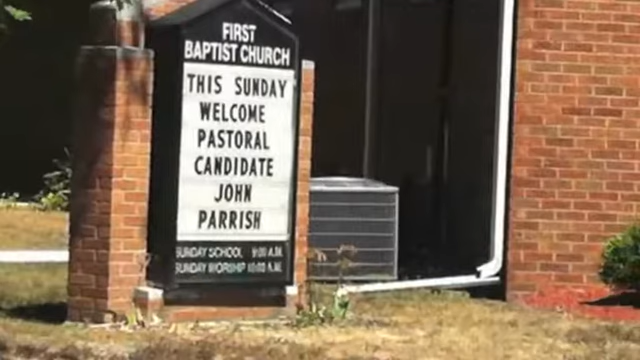 FIRST
BAPTIST CHURCH
THIS SUNDAY
WELCOME
PASTORAL
CANDIDATE
JOHN
PARRISH
SUNDAY SCHOOL 9:00 A.M.
SUNDAY WORSHIP 10:00 A.M.